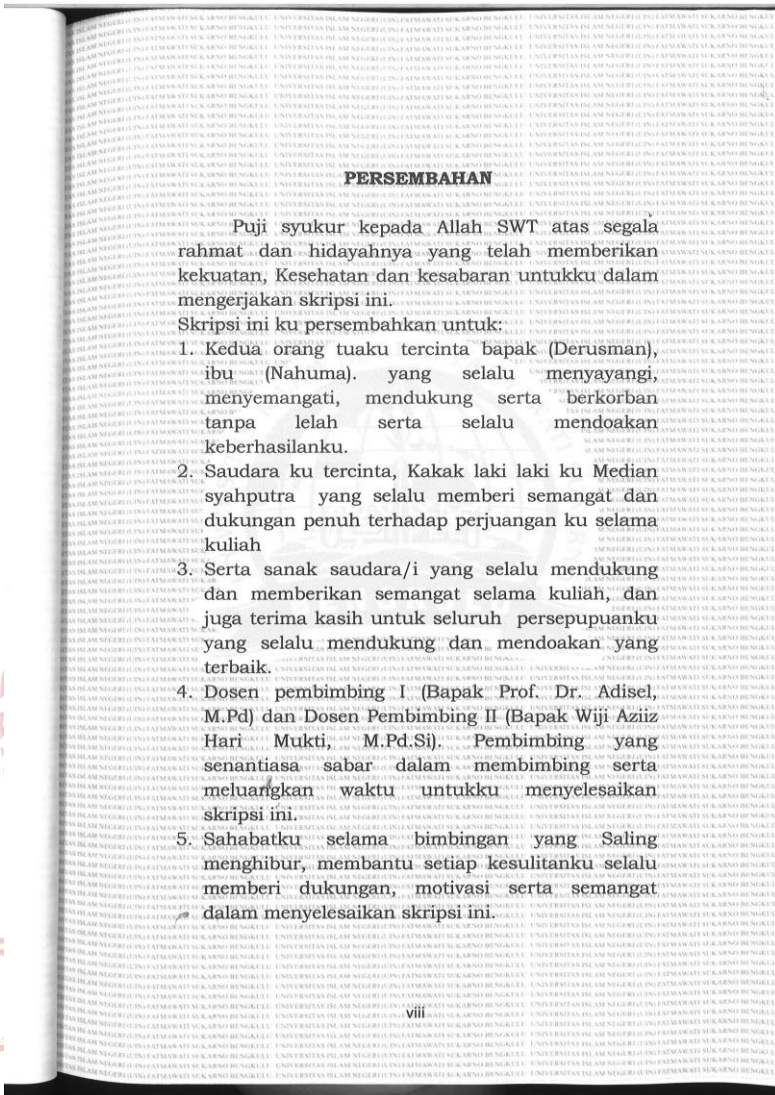 PERSEMBAHAN
Puji syukur kepada Allah SWT atas segala
rahmat dan hidayahnya yang telah memberikan
kekuatan, Kesehatan dan kesabaran untukku dalam
mengerjakan skripsi ini.
Skripsi ini ku persembahkan untuk:
1. Kedua orang tuaku tercinta bapak (Derusman),
ibu (Nahuma). yang selalu menyayangi,
menyemangati, mendukung serta berkorban
tanpa lelah serta selalu mendoakan
keberhasilanku.
2. Saudara ku tercinta, Kakak laki laki ku Median
syahputra yang selalu memberi semangat dan
dukungan penuh terhadap perjuangan ku selama
kuliah
3. Serta sanak saudara/i yang selalu mendukung
dan memberikan semangat selama kuliah, dan
juga terima kasih untuk seluruh persepupuanku
yang selalu mendukung dan mendoakan yang
terbaik.
4. Dosen pembimbing I (Bapak Prof. Dr. Adisel,
M.Pd) dan Dosen Pembimbing II (Bapak Wiji Aziiz
Hari Mukti, M.Pd.Si). Pembimbing yang
senantiasa sabar dalam membimbing serta
meluangkan waktu untukku menyelesaikan
skripsi ini.
5. Sahabatku selama bimbingan yang Saling
menghibur, membantu setiap kesulitanku selalu
memberi dukungan, motivasi serta semangat
dalam menyelesaikan skripsi ini.
viii